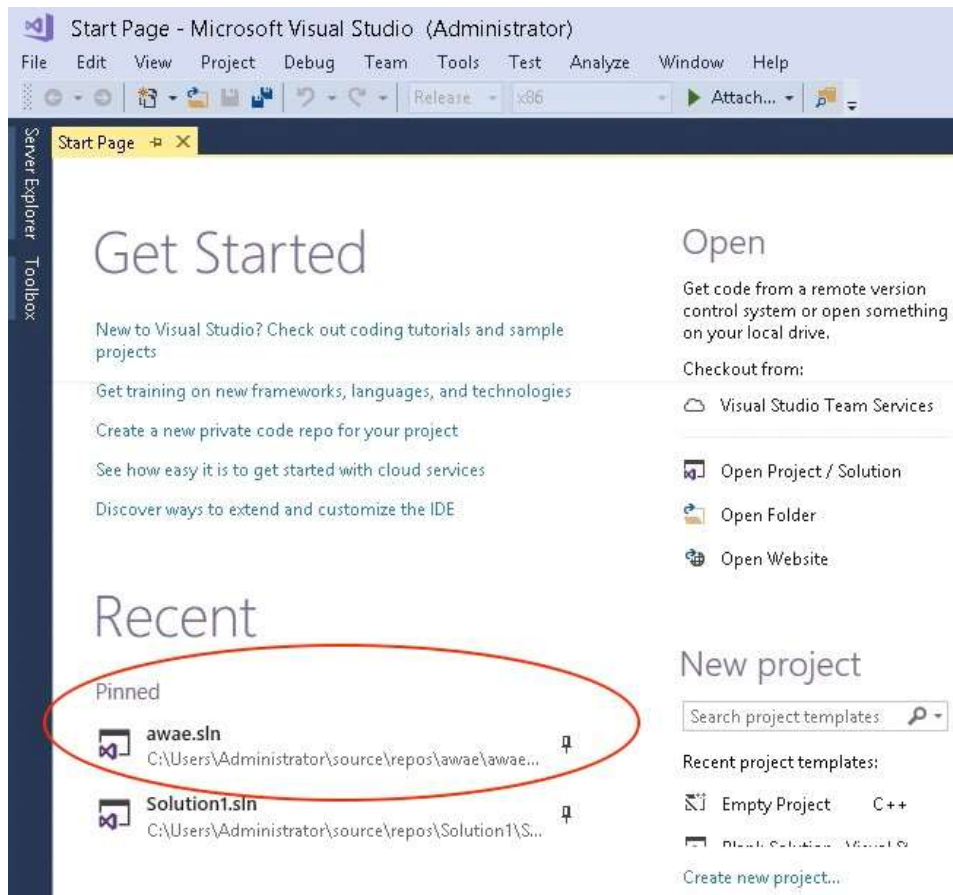 Start Page - Microsoft Visual Studio (Administrator)
File Edit View Project Debug Team Tools Test Analyze Window Help
Release x86 Attach...
Server Explorer
Toolbox
Start Page
Get Started
New to Visual Studio? Check out coding tutorials and sample
projects
Get training on new frameworks, languages, and technologies
Create a new private code repo for your project
See how easy it is to get started with cloud services
Discover ways to extend and customize the IDE
Recent
Pinned
awae.sln
C:\Users\Administrator\source\repos\awae\awae...
Solution1.sln
C:\Users\Administrator\source\repos\Solution1\S...
Open
Get code from a remote version
control system or open something
on your local drive.
Checkout from:
Visual Studio Team Services
Open Project / Solution
Open Folder
Open Website
New project
Search project templates
Recent project templates:
Empty Project C++
Create new project...